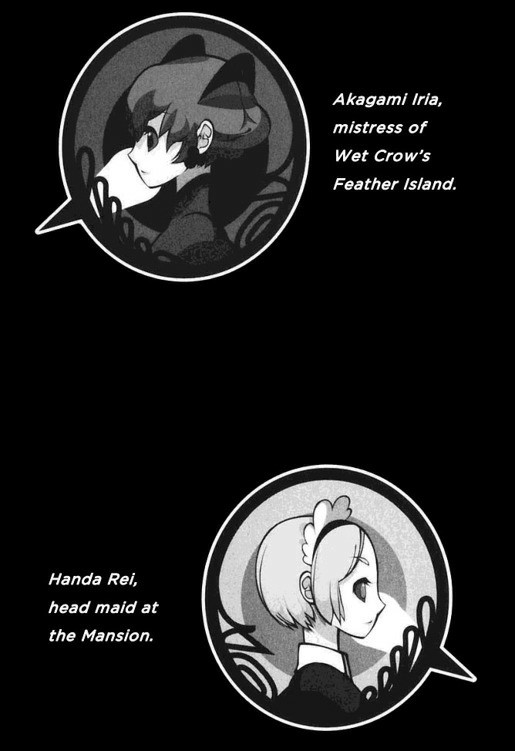 Akagami Iria,
mistress of
Wet Crow's
Feather Island.
Handa Rei,
head maid at
the Mansion.